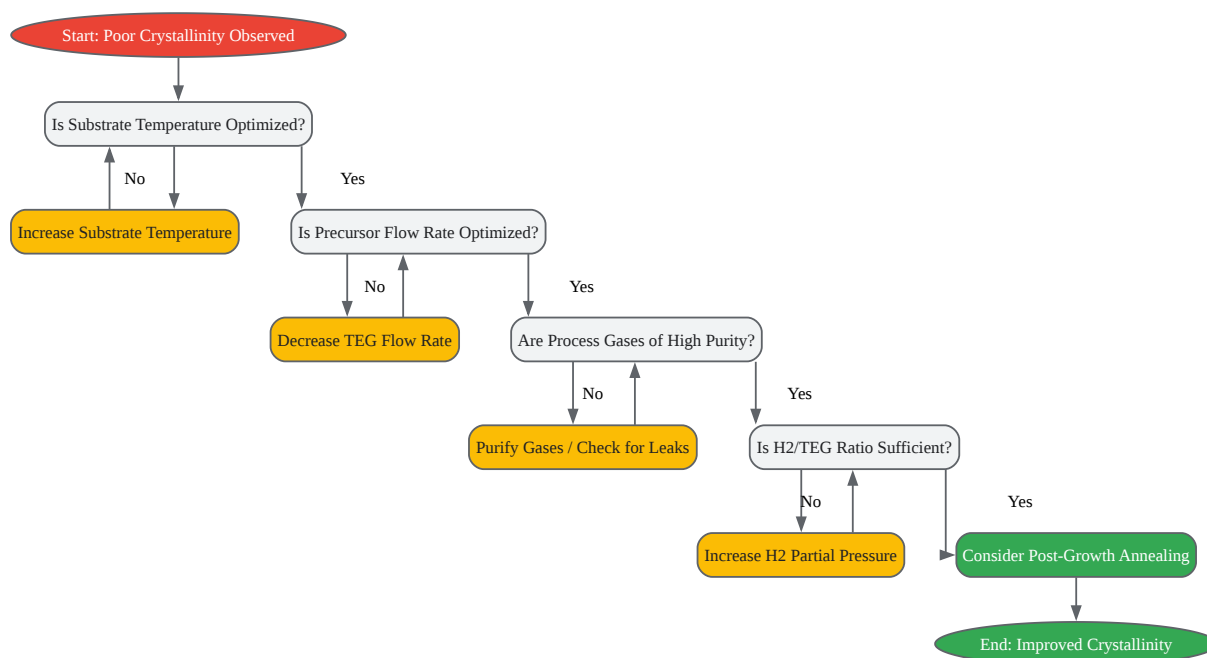 Start: Poor Crystallinity Observed
Is Substrate Temperature Optimized?
No
Yes
Increase Substrate Temperature
Is Precursor Flow Rate Optimized?
No
Yes
Decrease TEG Flow Rate
Are Process Gases of High Purity?
No
Yes
Purify Gases / Check for Leaks
Is H2/TEG Ratio Sufficient?
No
Yes
Increase H2 Partial Pressure
Consider Post-Growth Annealing
End: Improved Crystallinity